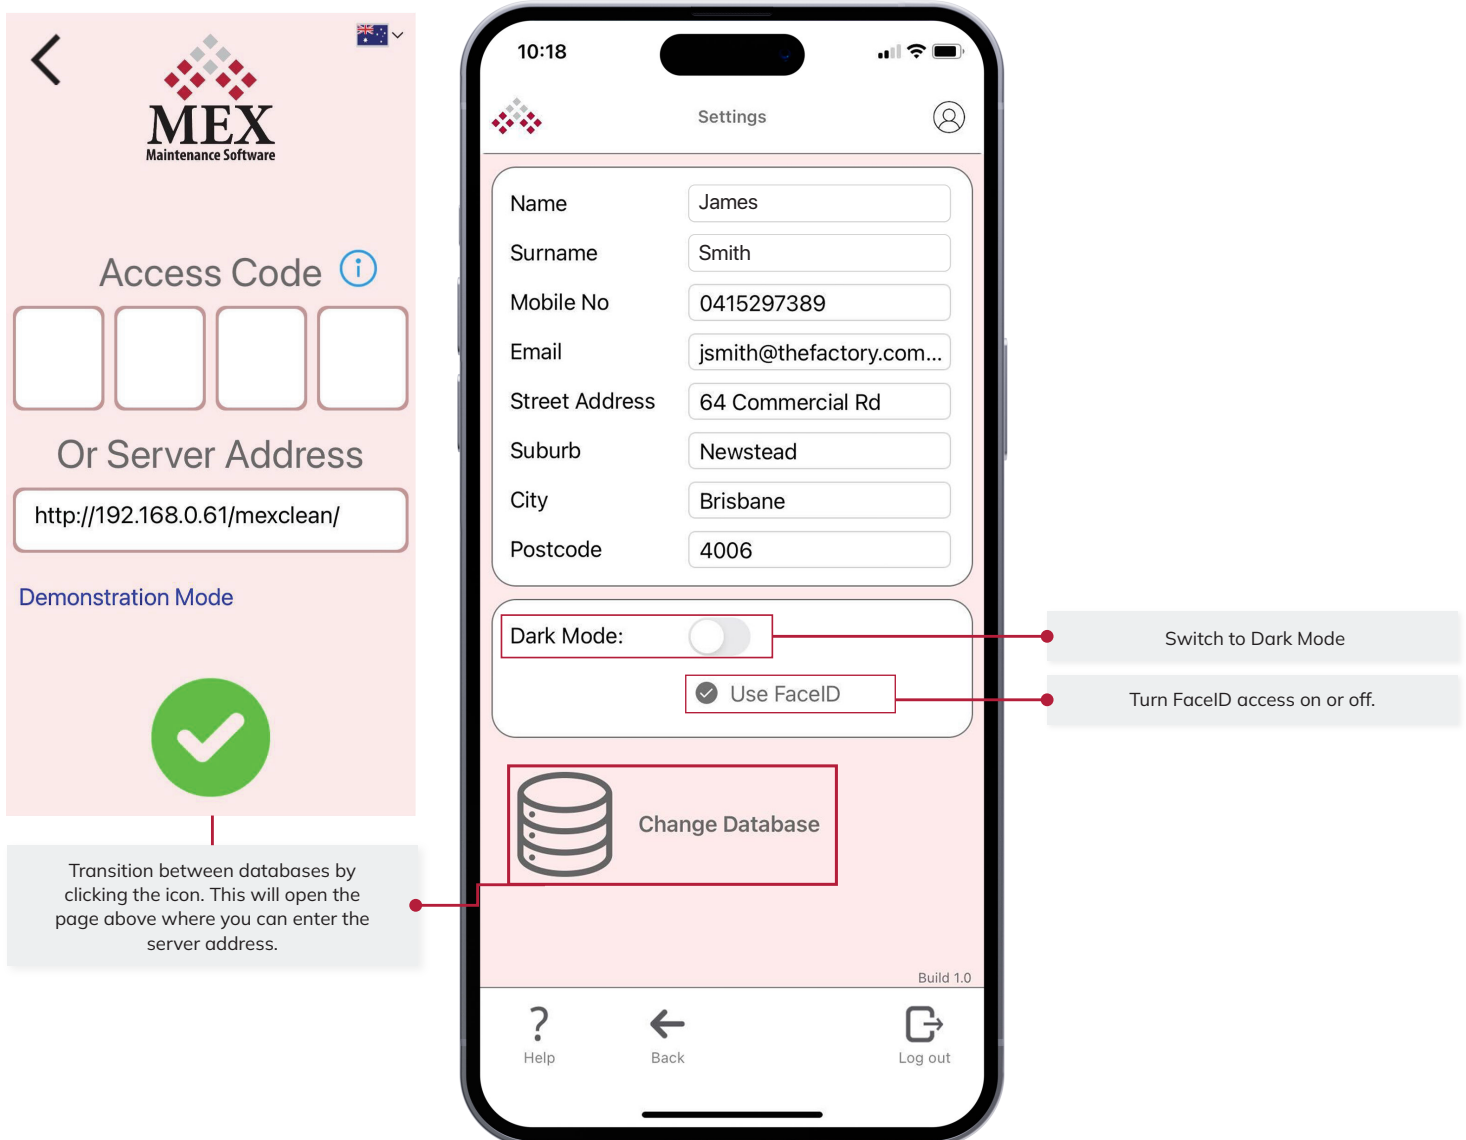 MEX
Maintenance Software
Access Code
Or Server Address
http://192.168.0.61/mexclean/
Demonstration Mode
Transition between databases by
clicking the icon. This will open the
page above where you can enter the
server address.
10:18
Settings
Name James
Surname Smith
Mobile No 0415297389
Email jsmith@thefactory.com...
Street Address 64 Commercial Rd
Suburb Newstead
City Brisbane
Postcode 4006
Dark Mode:
Use FaceID
Change Database
Build 1.0
? Help
Back
Log out
Switch to Dark Mode
Turn FaceID access on or off.